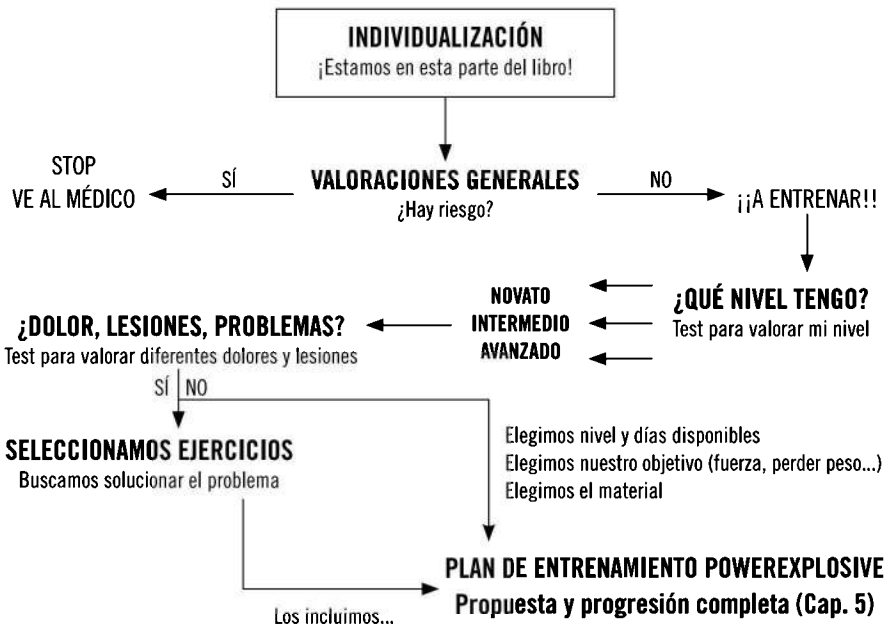 INDIVIDUALIZACIÓN
¡Estamos en esta parte del libro!
STOP
VE AL MÉDICO
SÍ
VALORACIONES GENERALES
¿Hay riesgo?
NO
¡¡A ENTRENAR!!
¿QUÉ NIVEL TENGO?
Test para valorar mi nivel
NOVATO
INTERMEDIO
AVANZADO
¿DOLOR, LESIONES, PROBLEMAS?
Test para valorar diferentes dolores y lesiones
SÍ NO
SELECCIONAMOS EJERCICIOS
Buscamos solucionar el problema
Elegimos nivel y días disponibles
Elegimos nuestro objetivo (fuerza, perder peso...)
Elegimos el material
Los incluimos...
PLAN DE ENTRENAMIENTO POWEREXPLOSIVE
Propuesta y progresión completa (Cap. 5)